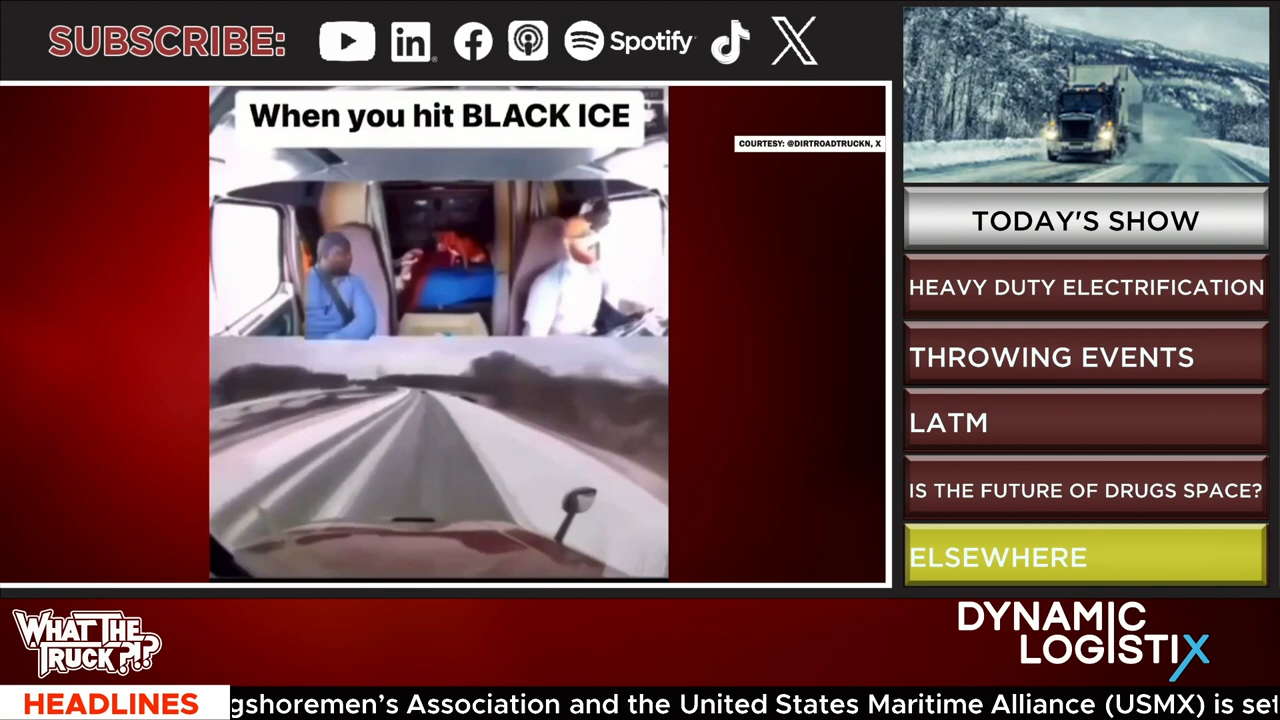 SUBSCRIBE:
Spotify
When you hit BLACK ICE
COURTESY: @DIRTROADTRUCKN, X
TODAY'S SHOW
HEAVY DUTY ELECTRIFICATION
THROWING EVENTS
LATM
IS THE FUTURE OF DRUGS SPACE?
ELSEWHERE
WHAT THE
TRUCK?!?
DYNAMIC
LOGISTIX
HEADLINES
gshoremen's Association and the United States Maritime Alliance (USMX) is set